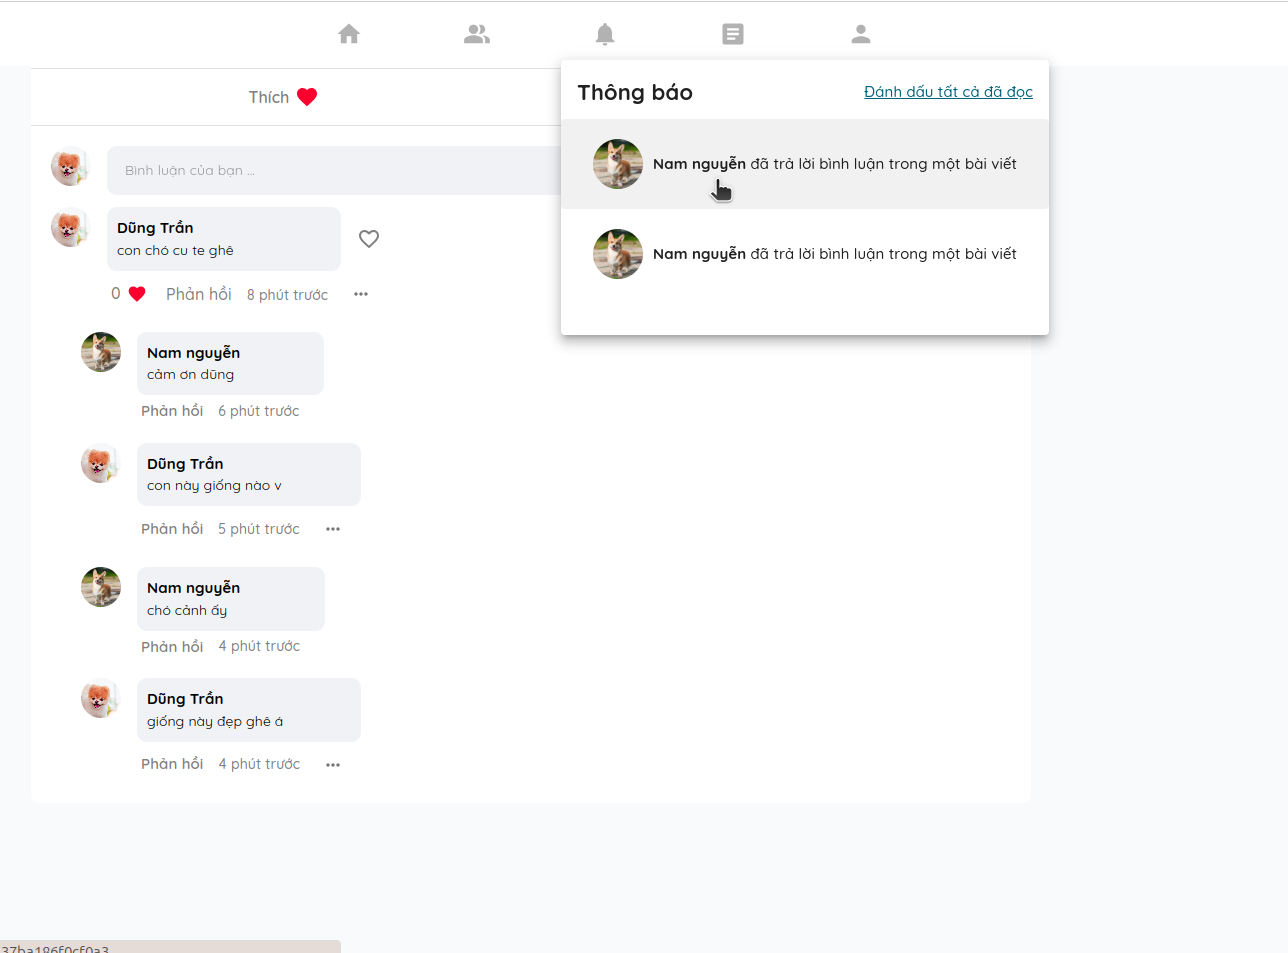 Thích
Thông báo
Đánh dấu tất cả đã đọc
Nam nguyễn đã trả lời bình luận trong một bài viết
Nam nguyễn đã trả lời bình luận trong một bài viết
Bình luận của bạn ...
Dũng Trần
con chó cu te ghê
0 Phản hồi 8 phút trước
Nam nguyễn
cảm ơn dũng
Phản hồi 6 phút trước
Dũng Trần
con này giống nào v
Phản hồi 5 phút trước
Nam nguyễn
chó cảnh ấy
Phản hồi 4 phút trước
Dũng Trần
giống này đẹp ghê á
Phản hồi 4 phút trước
37ba186f0cf0a3